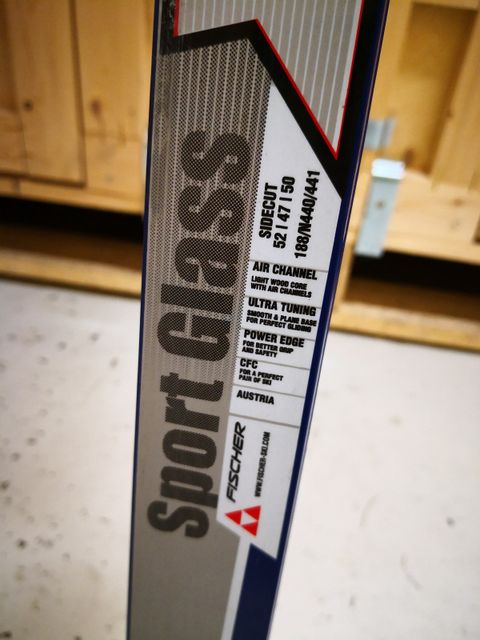 Sport Glass
SIDECUT
52 | 47 | 50
188/N440/441
AIR CHANNEL
LIGHT WOOD CORE
WITH AIR CHANNELS
ULTRA TUNING
SMOOTH & PLANE BASE
FOR PERFECT GLIDING
POWER EDGE
FOR BETTER GRIP
AND SAFETY
CFC
FOR A PERFECT
PAIR OF SKI
AUSTRIA
FISCHER
WWW.FISCHER-SKI.COM